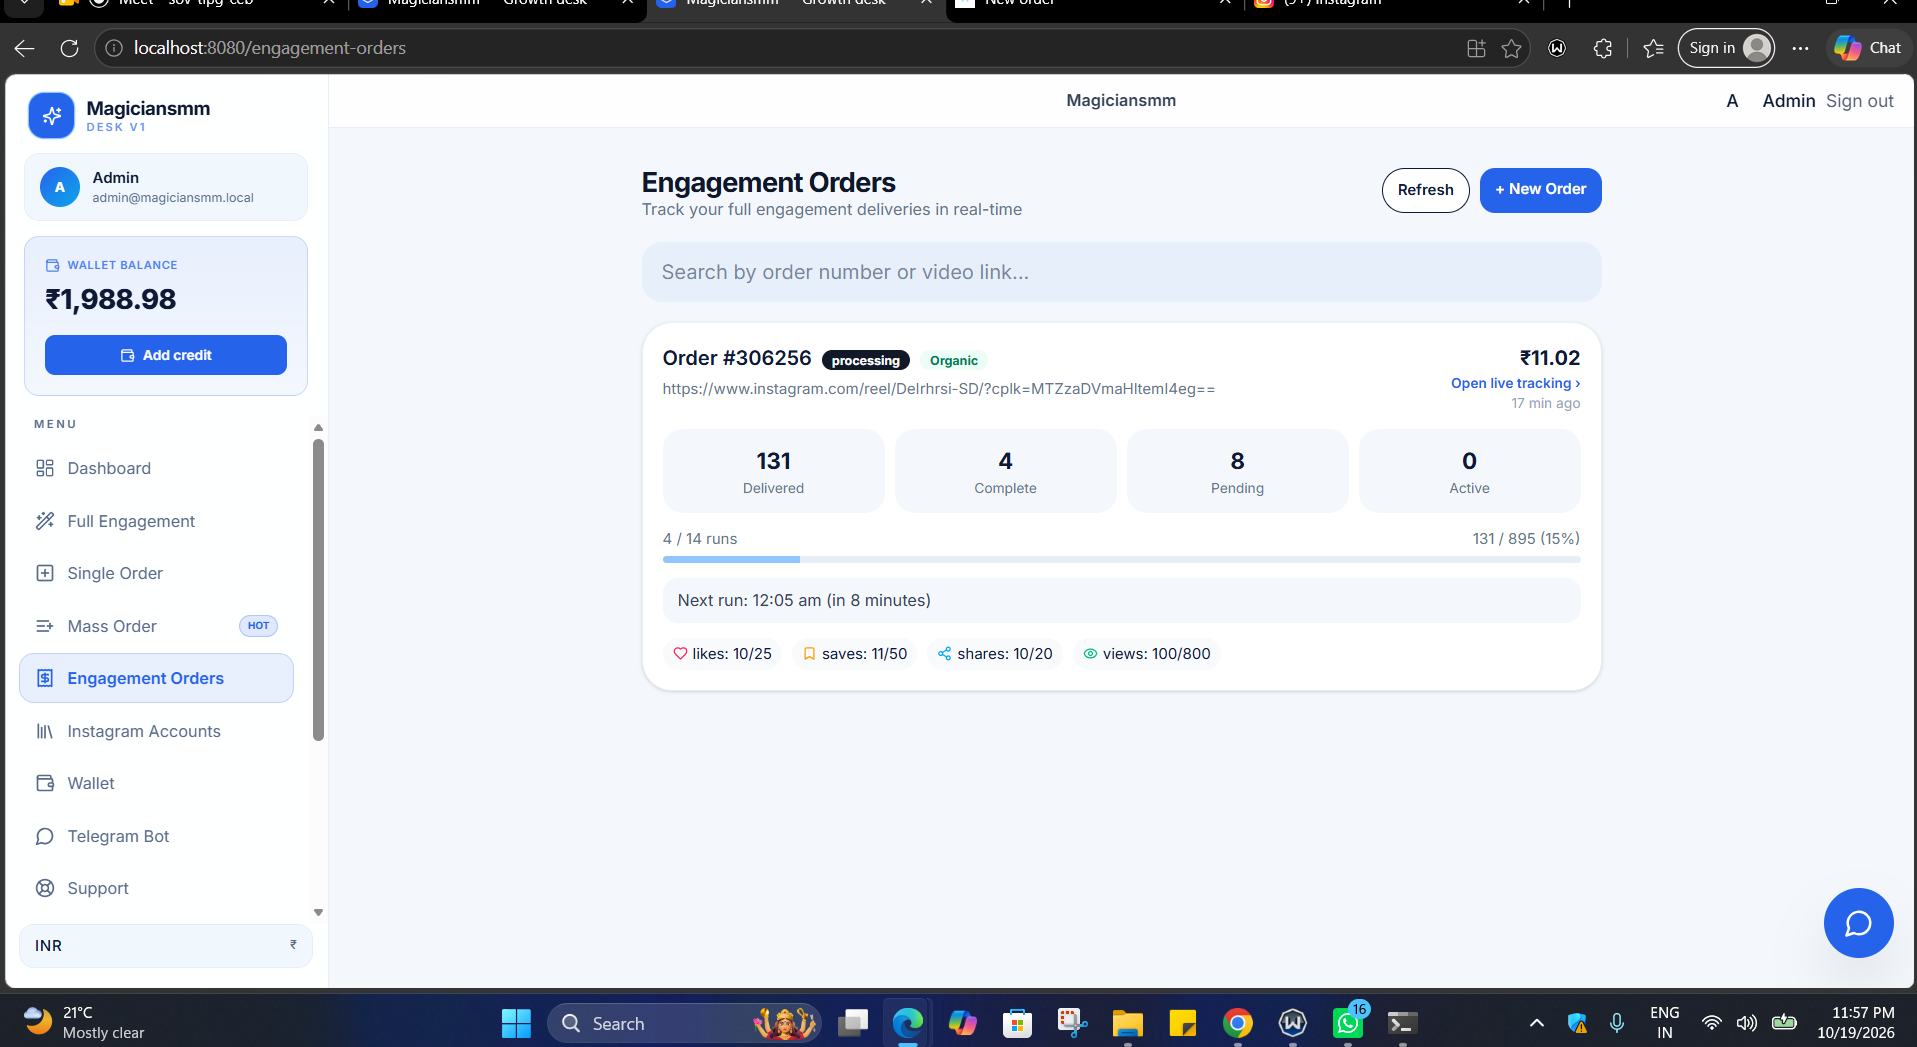 localhost:8080/engagement-orders
Sign in
Chat
Magiciansmm
DESK V1
Magiciansmm
A
Admin
Sign out
A
Admin
admin@magiciansmm.local
WALLET BALANCE
₹1,988.98
Add credit
MENU
Dashboard
Full Engagement
Single Order
Mass Order
HOT
Engagement Orders
Instagram Accounts
Wallet
Telegram Bot
Support
INR
₹
Engagement Orders
Track your full engagement deliveries in real-time
Refresh
+ New Order
Search by order number or video link...
Order #306256
processing
Organic
₹11.02
https://www.instagram.com/reel/Delrhrsi-SD/?cplk=MTZzaDVmaHltemI4eg==
Open live tracking ›
17 min ago
131
Delivered
4
Complete
8
Pending
0
Active
4 / 14 runs
131 / 895 (15%)
Next run: 12:05 am (in 8 minutes)
likes: 10/25
saves: 11/50
shares: 10/20
views: 100/800
21°C
Mostly clear
Search
16
ENG
IN
11:57 PM
10/19/2026